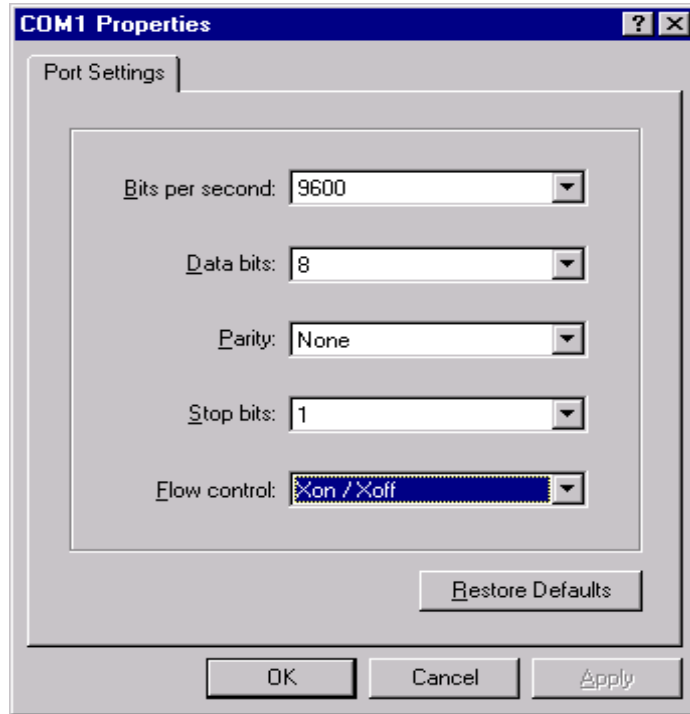 COM1 Properties
Port Settings
Bits per second: 9600
Data bits: 8
Parity: None
Stop bits: 1
Flow control: Xon / Xoff
Restore Defaults
OK Cancel Apply